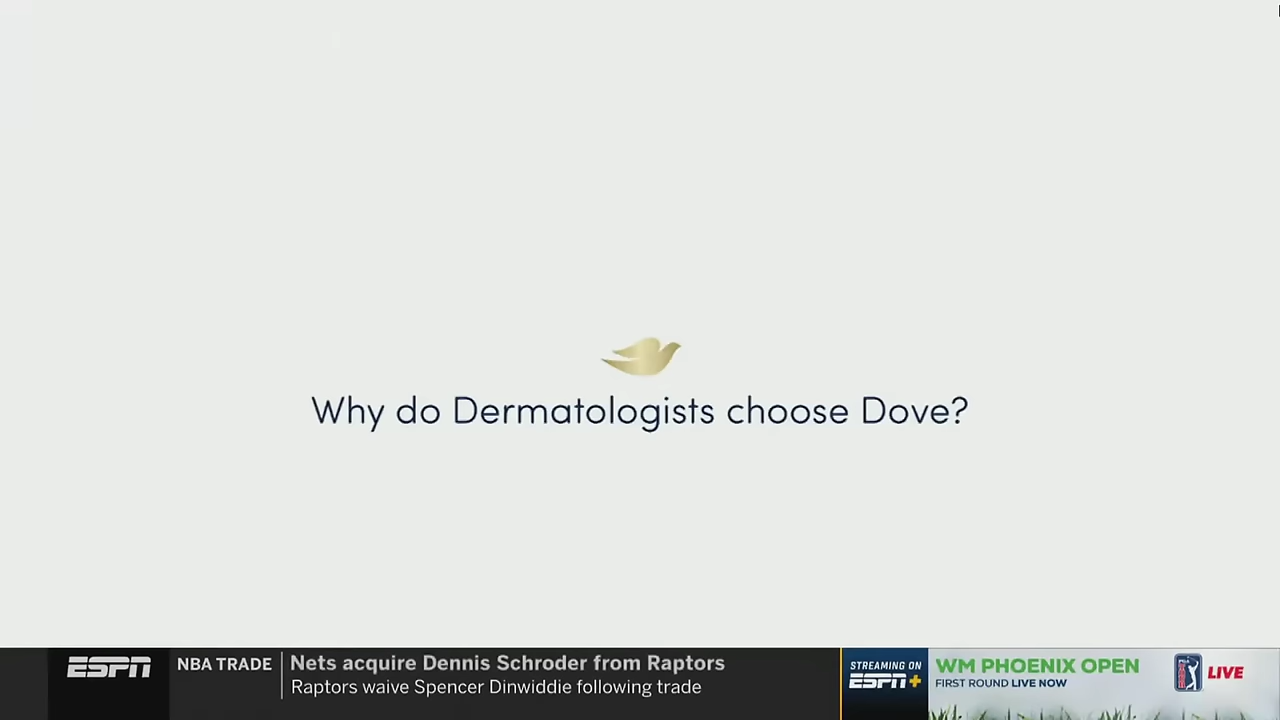 Why do Dermatologists choose Dove?
ESPN
NBA TRADE
Nets acquire Dennis Schroder from Raptors
Raptors waive Spencer Dinwiddie following trade
STREAMING ON
ESPN+
WM PHOENIX OPEN
FIRST ROUND LIVE NOW
LIVE